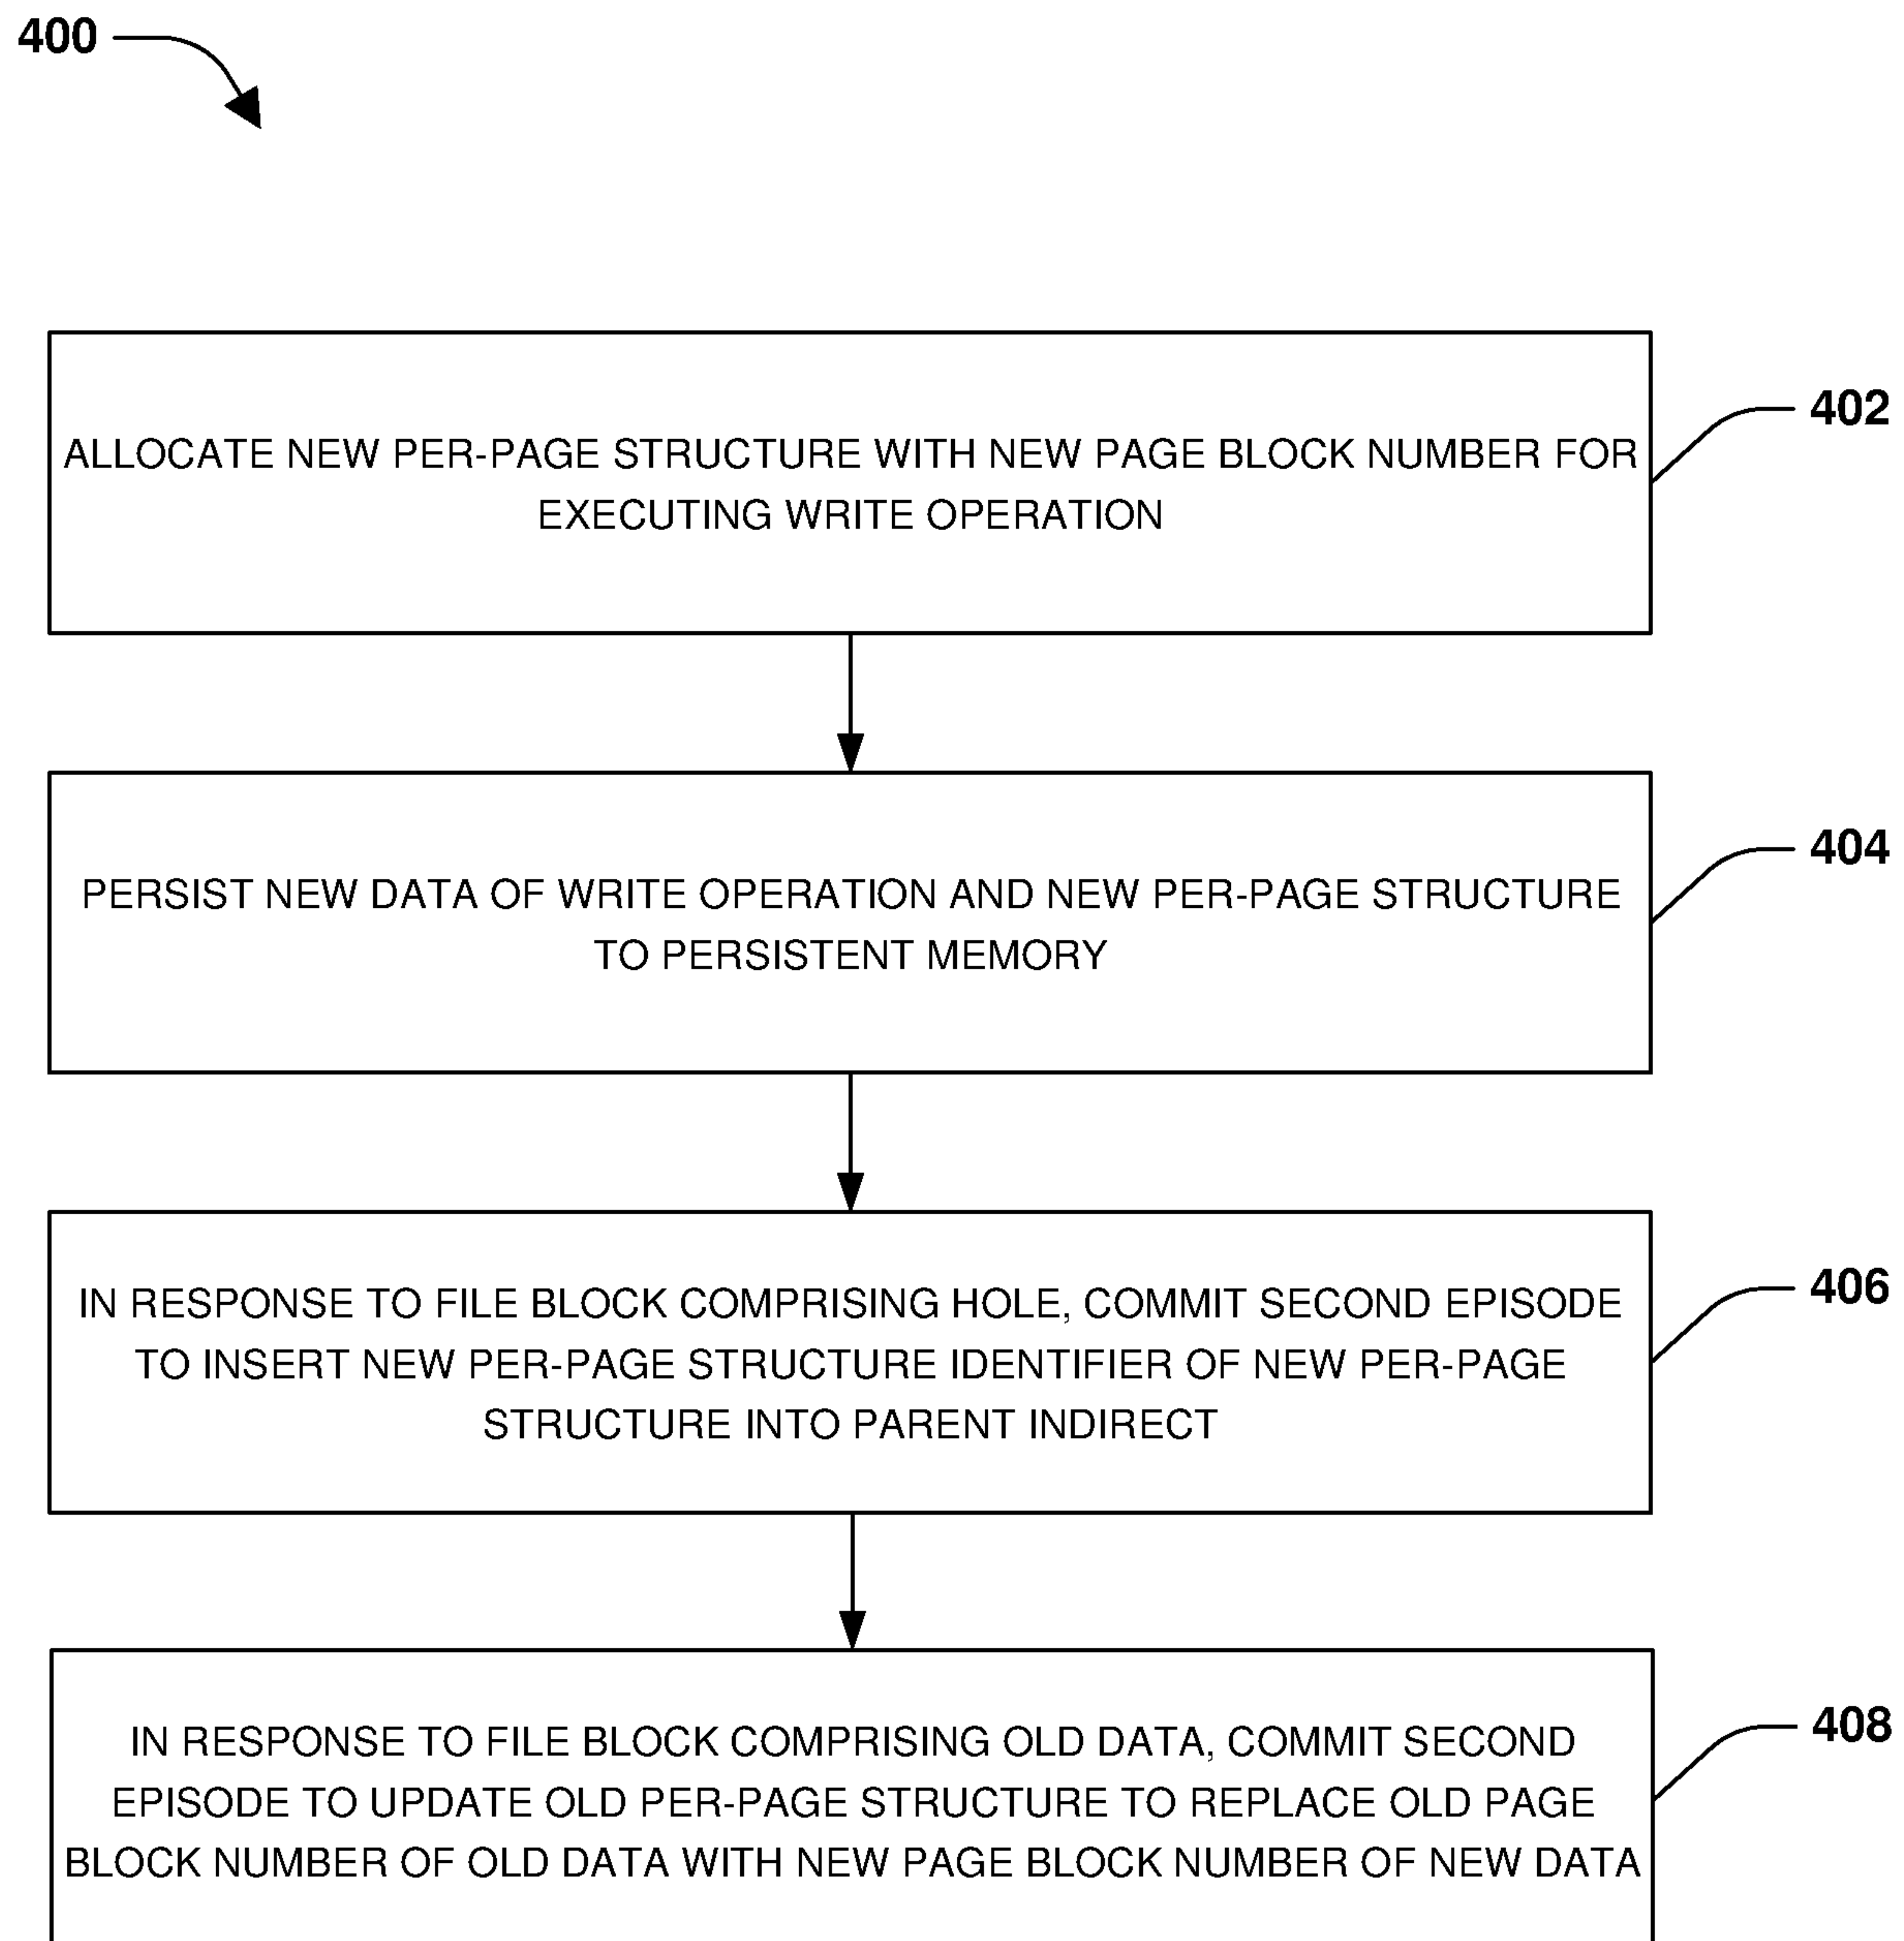 400
ALLOCATE NEW PER-PAGE STRUCTURE WITH NEW PAGE BLOCK NUMBER FOR
EXECUTING WRITE OPERATION
402
PERSIST NEW DATA OF WRITE OPERATION AND NEW PER-PAGE STRUCTURE
TO PERSISTENT MEMORY
404
IN RESPONSE TO FILE BLOCK COMPRISING HOLE, COMMIT SECOND EPISODE
TO INSERT NEW PER-PAGE STRUCTURE IDENTIFIER OF NEW PER-PAGE
STRUCTURE INTO PARENT INDIRECT
406
IN RESPONSE TO FILE BLOCK COMPRISING OLD DATA, COMMIT SECOND
EPISODE TO UPDATE OLD PER-PAGE STRUCTURE TO REPLACE OLD PAGE
BLOCK NUMBER OF OLD DATA WITH NEW PAGE BLOCK NUMBER OF NEW DATA
408